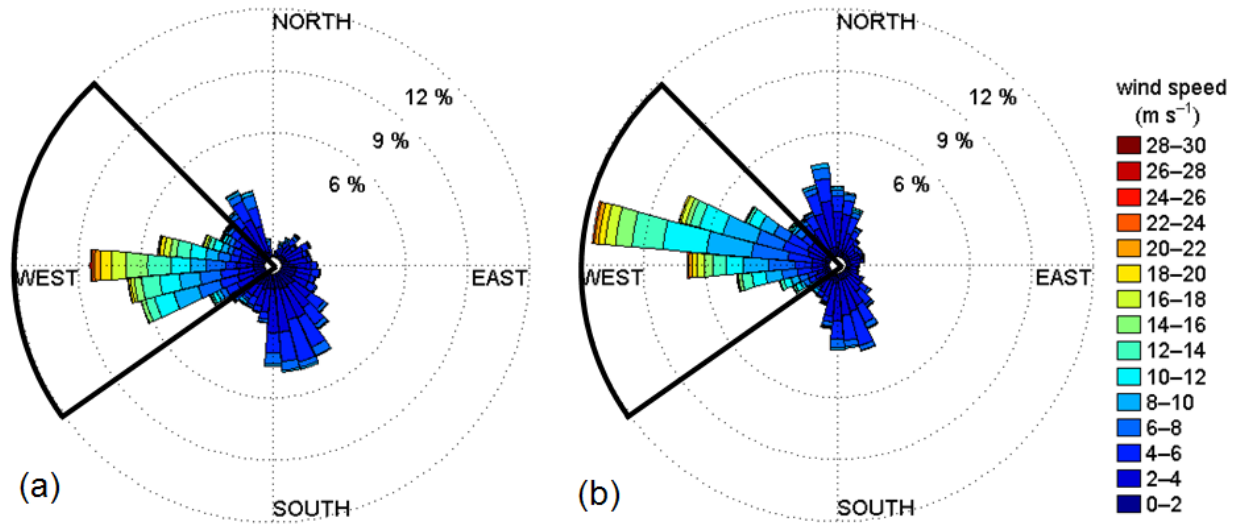 NORTH
12 %
9 %
6 %
WEST
EAST
SOUTH
(a)
NORTH
12 %
9 %
6 %
WEST
EAST
SOUTH
(b)
wind speed
(m s⁻¹)
28–30
26–28
24–26
22–24
20–22
18–20
16–18
14–16
12–14
10–12
8–10
6–8
4–6
2–4
0–2